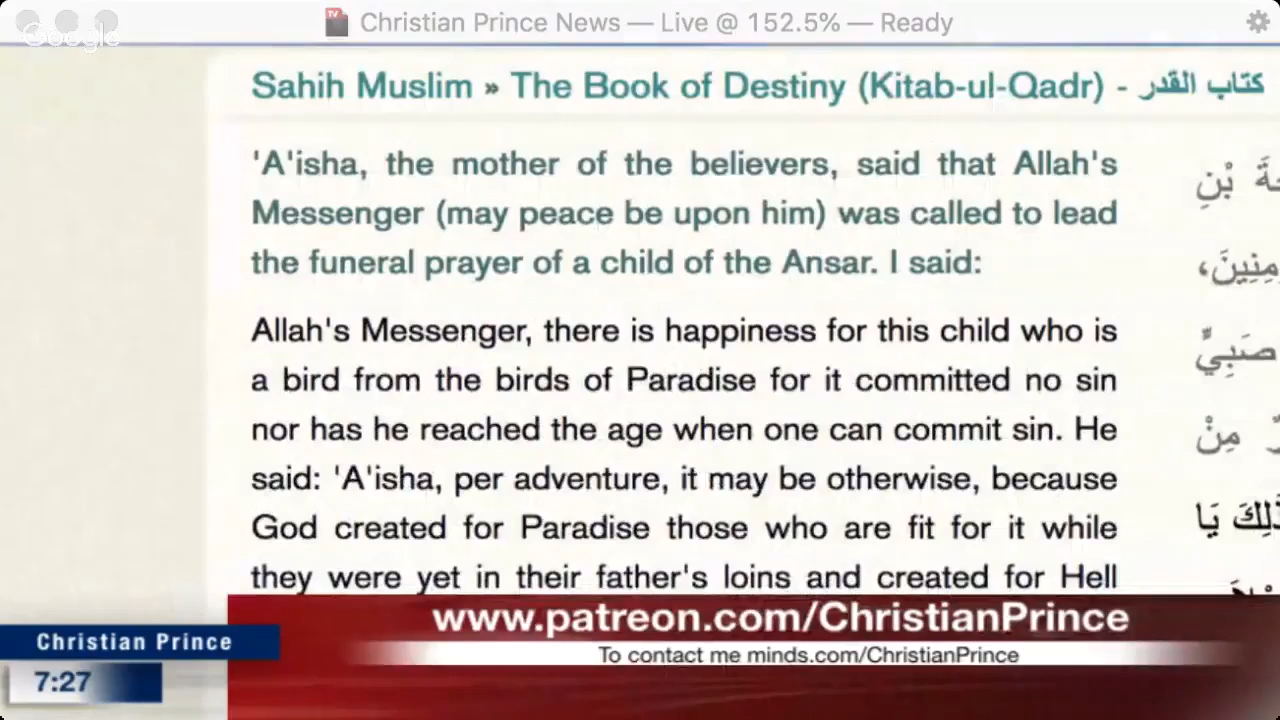 Christian Prince News — Live @ 152.5% — Ready
Google
Sahih Muslim » The Book of Destiny (Kitab-ul-Qadr) - كتاب القدر
'A'isha, the mother of the believers, said that Allah's
Messenger (may peace be upon him) was called to lead
the funeral prayer of a child of the Ansar. I said:
Allah's Messenger, there is happiness for this child who is
a bird from the birds of Paradise for it committed no sin
nor has he reached the age when one can commit sin. He
said: 'A'isha, per adventure, it may be otherwise, because
God created for Paradise those who are fit for it while
they were yet in their father's loins and created for Hell
بْنِ
صَبِيٍّ
مِنْ
يَا
www.patreon.com/ChristianPrince
To contact me minds.com/ChristianPrince
Christian Prince
7:27